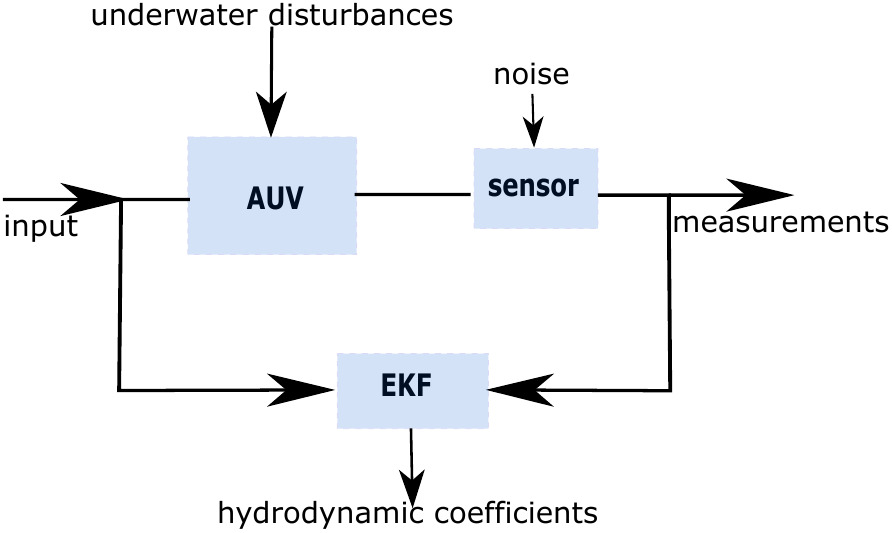 underwater disturbances
noise
AUV
sensor
input
measurements
EKF
hydrodynamic coefficients